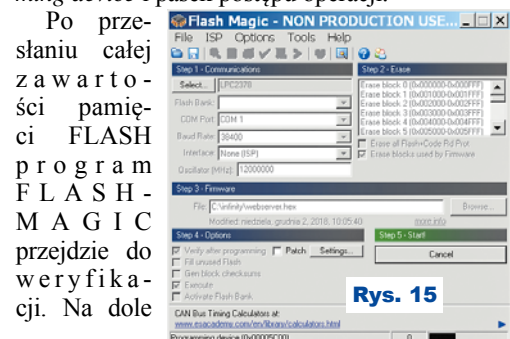 ming device i pasek postępu operacji.
Po prze-
słaniu całej
zawarto-
ści pamię-
ci FLASH
program
FLASH-
MAGIC
przejdzie do
weryfika-
cji. Na dole
Flash Magic - NON PRODUCTION USE...
File ISP Options Tools Help
Step 1 - Communications
Select... LPC2378
Flash Bank:
COM Port: COM 1
Baud Rate: 38400
Interface: None (ISP)
Oscillator (MHz): 12000000
Step 2 - Erase
Erase block 0 (0x000000-0x000FFF)
Erase block 1 (0x001000-0x001FFF)
Erase block 2 (0x002000-0x002FFF)
Erase block 3 (0x003000-0x003FFF)
Erase block 4 (0x004000-0x004FFF)
Erase block 5 (0x005000-0x005FFF)
Erase all Flash+Code Rd Prot
Erase blocks used by Firmware
Step 3 - Firmware
File: C:\infinity\webserver.hex Browse...
Modified: niedziela, grudnia 2, 2018, 10:05:40 more info
Step 4 - Options
Verify after programming Patch Settings...
Fill unused Flash
Gen block checksums
Execute
Activate Flash Bank
Step 5 - Start!
Cancel
Rys. 15
CAN Bus Timing Calculators at:
www.esacademy.com/en/library/calculators.html
Programming device (0x00005C00) 0